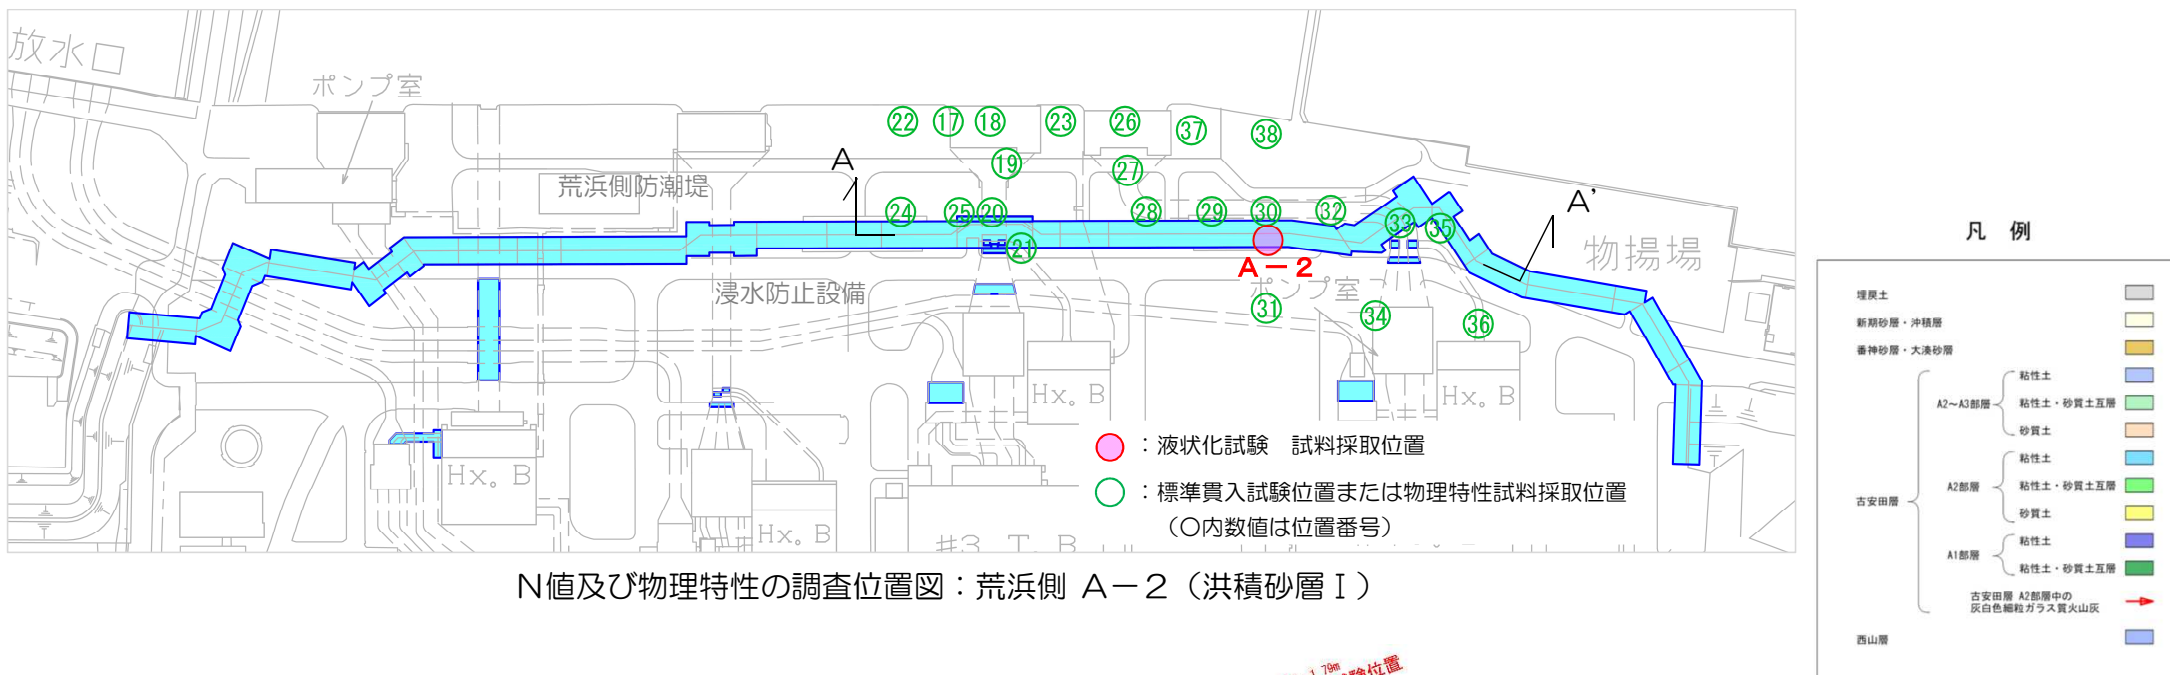 放水口
ポンプ室
荒浜側防潮堤
浸水防止設備
物揚場
ポンプ室
A
A'
22
17
18
23
26
37
38
19
27
24
25
20
28
29
30
32
33
35
21
A－2
31
34
36
Hx. B
Hx. B
Hx. B
Hx. B
#3 T. B
：液状化試験　試料採取位置
：標準貫入試験位置または物理特性試料採取位置
（○内数値は位置番号）
N値及び物理特性の調査位置図：荒浜側 A－2（洪積砂層Ⅰ）
凡 例
埋戻土
新期砂層・沖積層
番神砂層・大湊砂層
古安田層
A2～A3部層
粘性土
粘性土・砂質土互層
砂質土
A2部層
粘性土
粘性土・砂質土互層
砂質土
A1部層
粘性土
粘性土・砂質土互層
古安田層 A2部層中の
灰白色細粒ガラス質火山灰
西山層